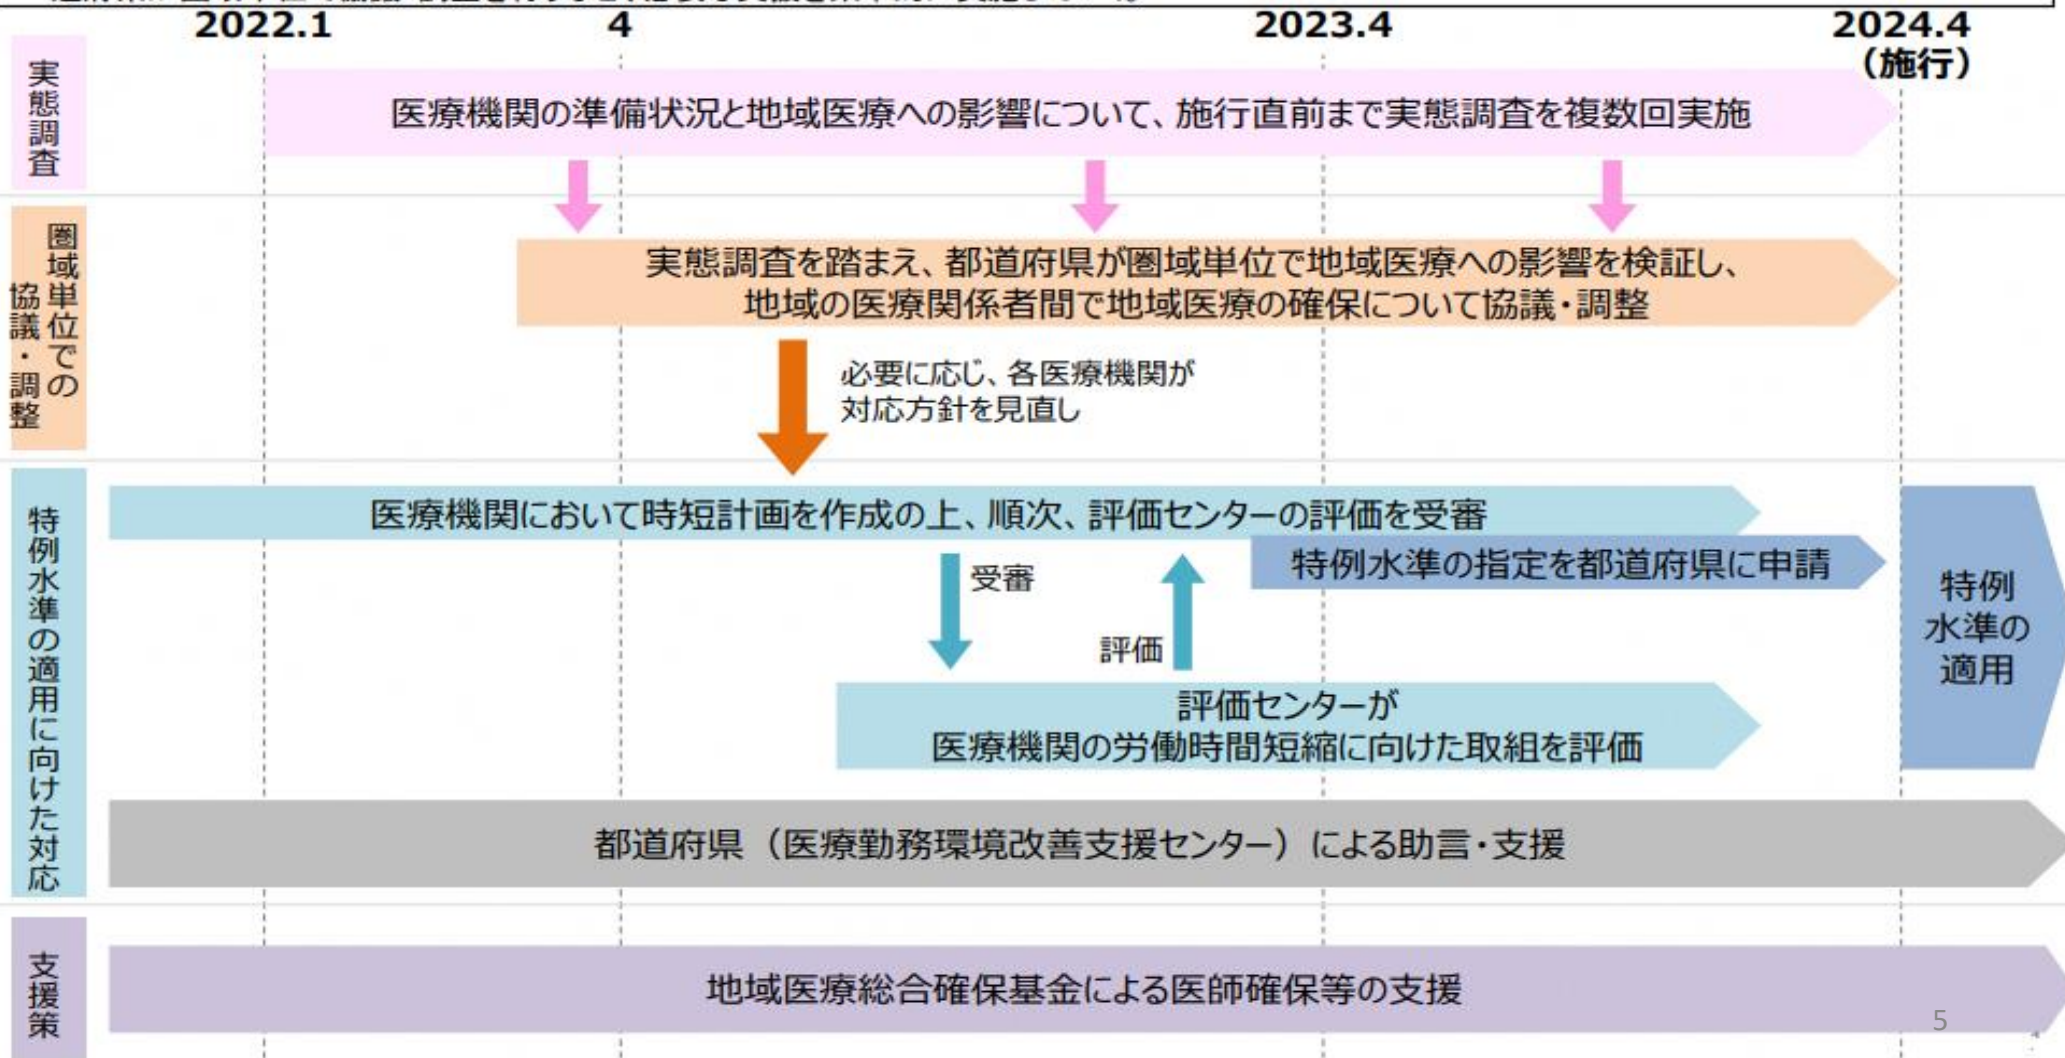 2022.1
4
2023.4
2024.4
（施行）
実態調査
医療機関の準備状況と地域医療への影響について、施行直前まで実態調査を複数回実施
圏域単位での
協議・調整
実態調査を踏まえ、都道府県が圏域単位で地域医療への影響を検証し、
地域の医療関係者間で地域医療の確保について協議・調整
必要に応じ、各医療機関が
対応方針を見直し
特例水準の適用に向けた対応
医療機関において時短計画を作成の上、順次、評価センターの評価を受審
特例水準の指定を都道府県に申請
受審
評価
特例
水準の
適用
評価センターが
医療機関の労働時間短縮に向けた取組を評価
都道府県（医療勤務環境改善支援センター）による助言・支援
支援策
地域医療総合確保基金による医師確保等の支援
5